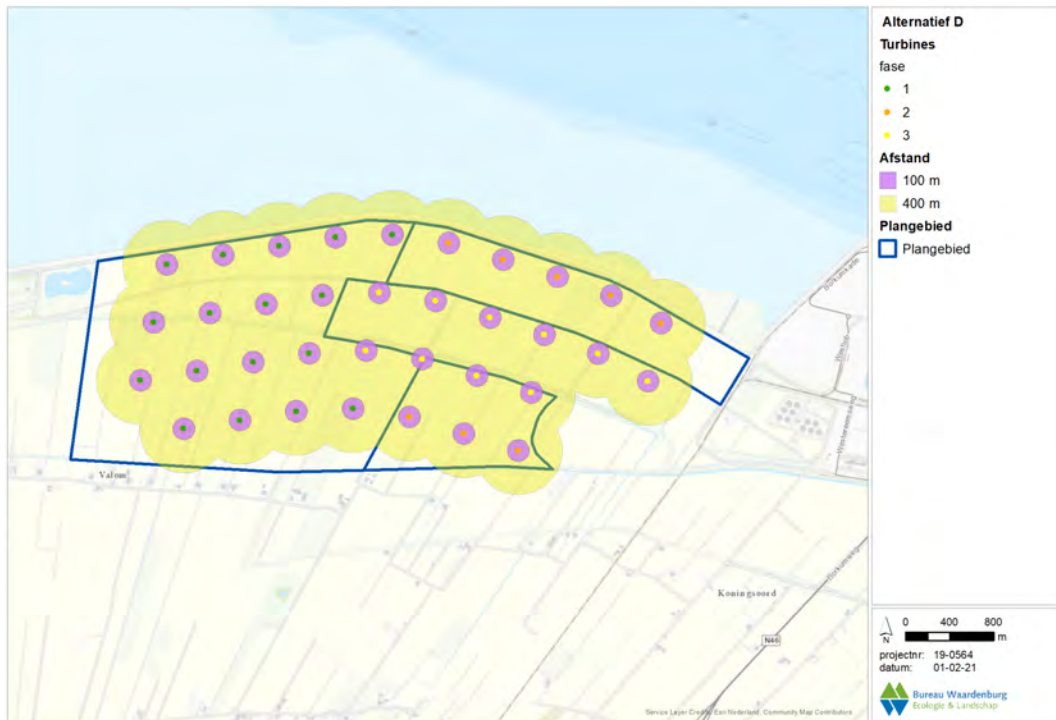 Alternatief D
Turbines
fase
1
2
3
Afstand
100 m
400 m
Plangebied
Plangebied
Borkumkade
Valom
Koningsoord
N46
N
0 400 800
m
projectnr: 19-0564
datum: 01-02-21
Bureau Waardenburg
Ecologie & Landschap
Service Layer Credits: Esri Nederland, Community Map Contributors